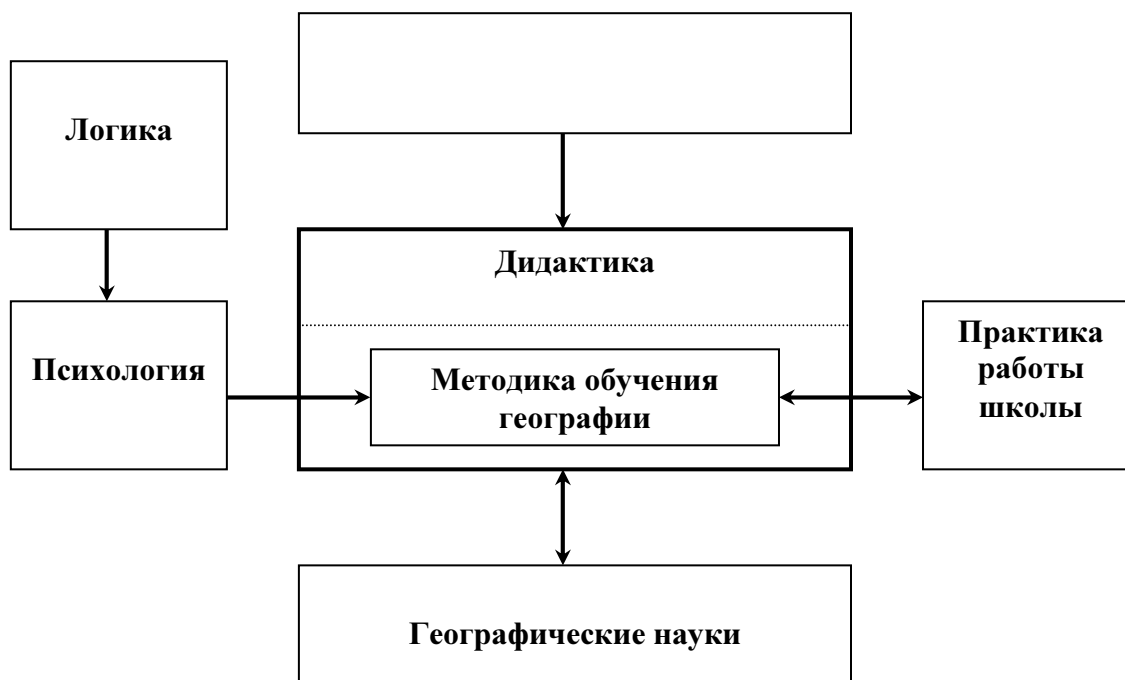 Логика
Дидактика
Психология
Методика обучения
географии
Практика
работы
школы
Географические науки